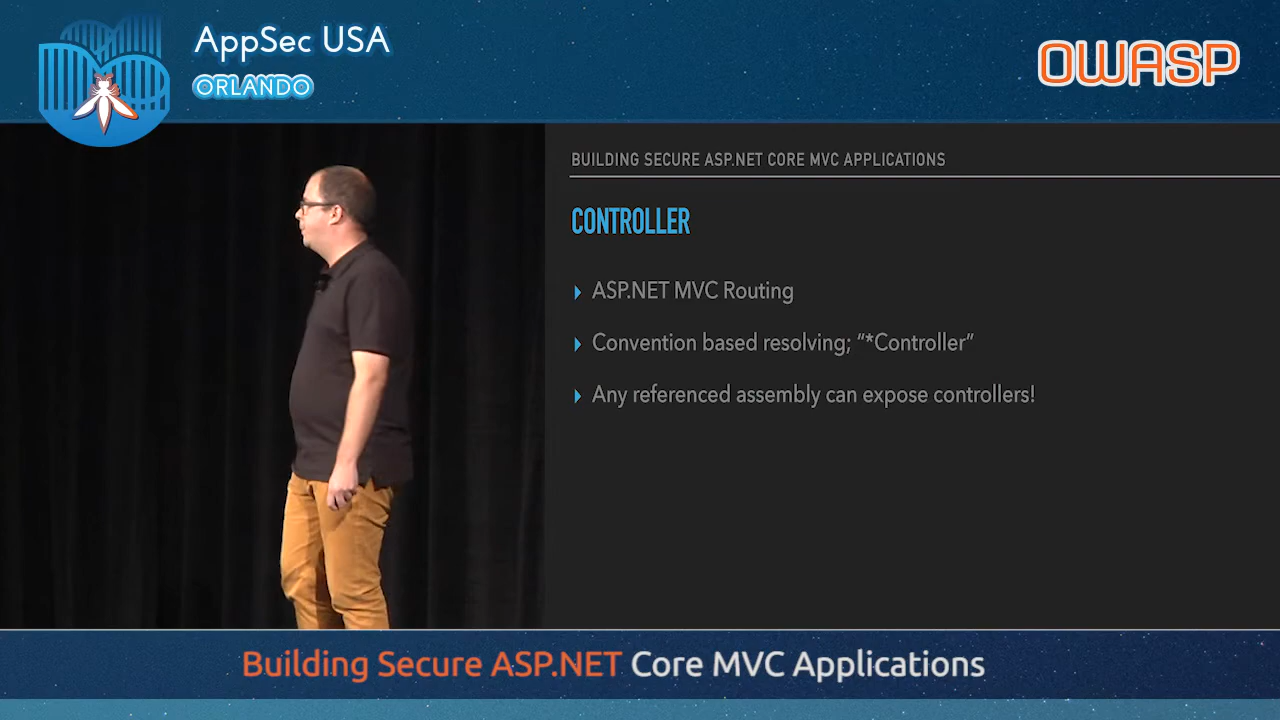 AppSec USA
ORLANDO
OWASP
BUILDING SECURE ASP.NET CORE MVC APPLICATIONS
CONTROLLER
ASP.NET MVC Routing
Convention based resolving; “*Controller”
Any referenced assembly can expose controllers!
Building Secure ASP.NET Core MVC Applications